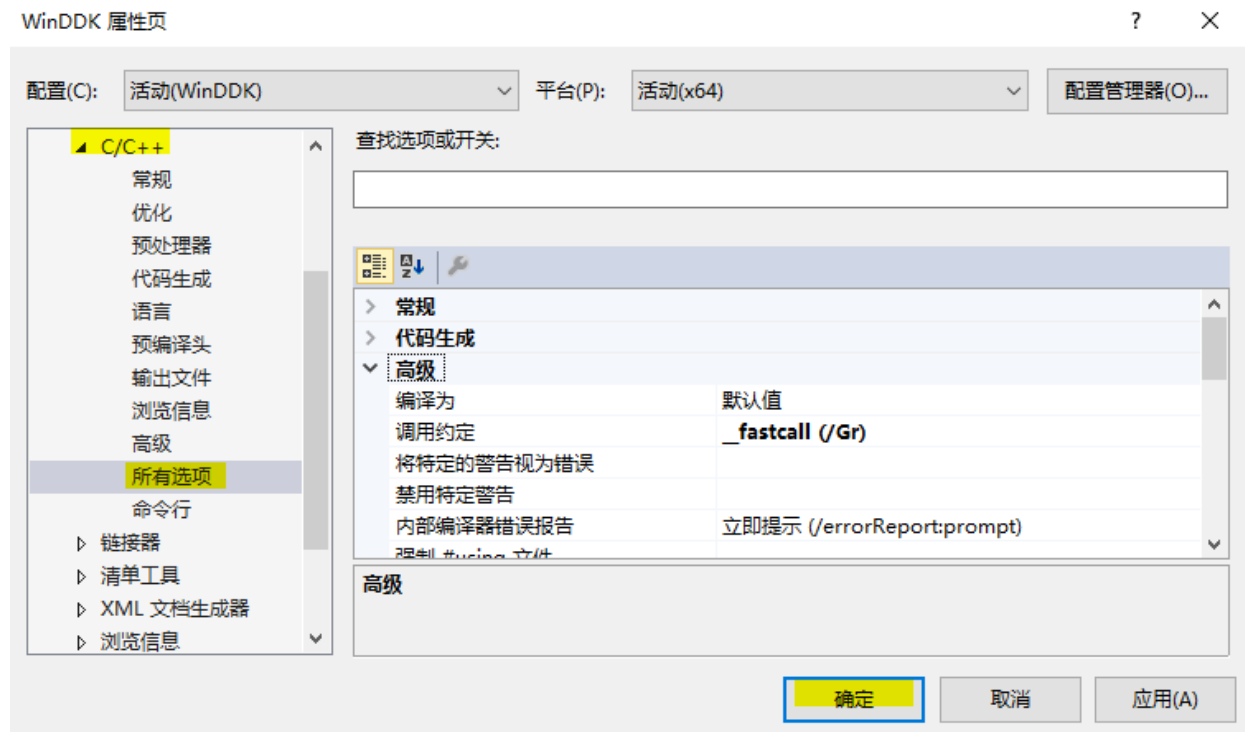 WinDDK 属性页
配置(C): 活动(WinDDK) 平台(P): 活动(x64) 配置管理器(O)...
C/C++
常规
优化
预处理器
代码生成
语言
预编译头
输出文件
浏览信息
高级
所有选项
命令行
链接器
清单工具
XML 文档生成器
浏览信息
查找选项或开关:
常规
代码生成
高级
编译为 默认值
调用约定 __fastcall (/Gr)
将特定的警告视为错误
禁用特定警告
内部编译器错误报告 立即提示 (/errorReport:prompt)
强制 #using 文件
高级
确定 取消 应用(A)